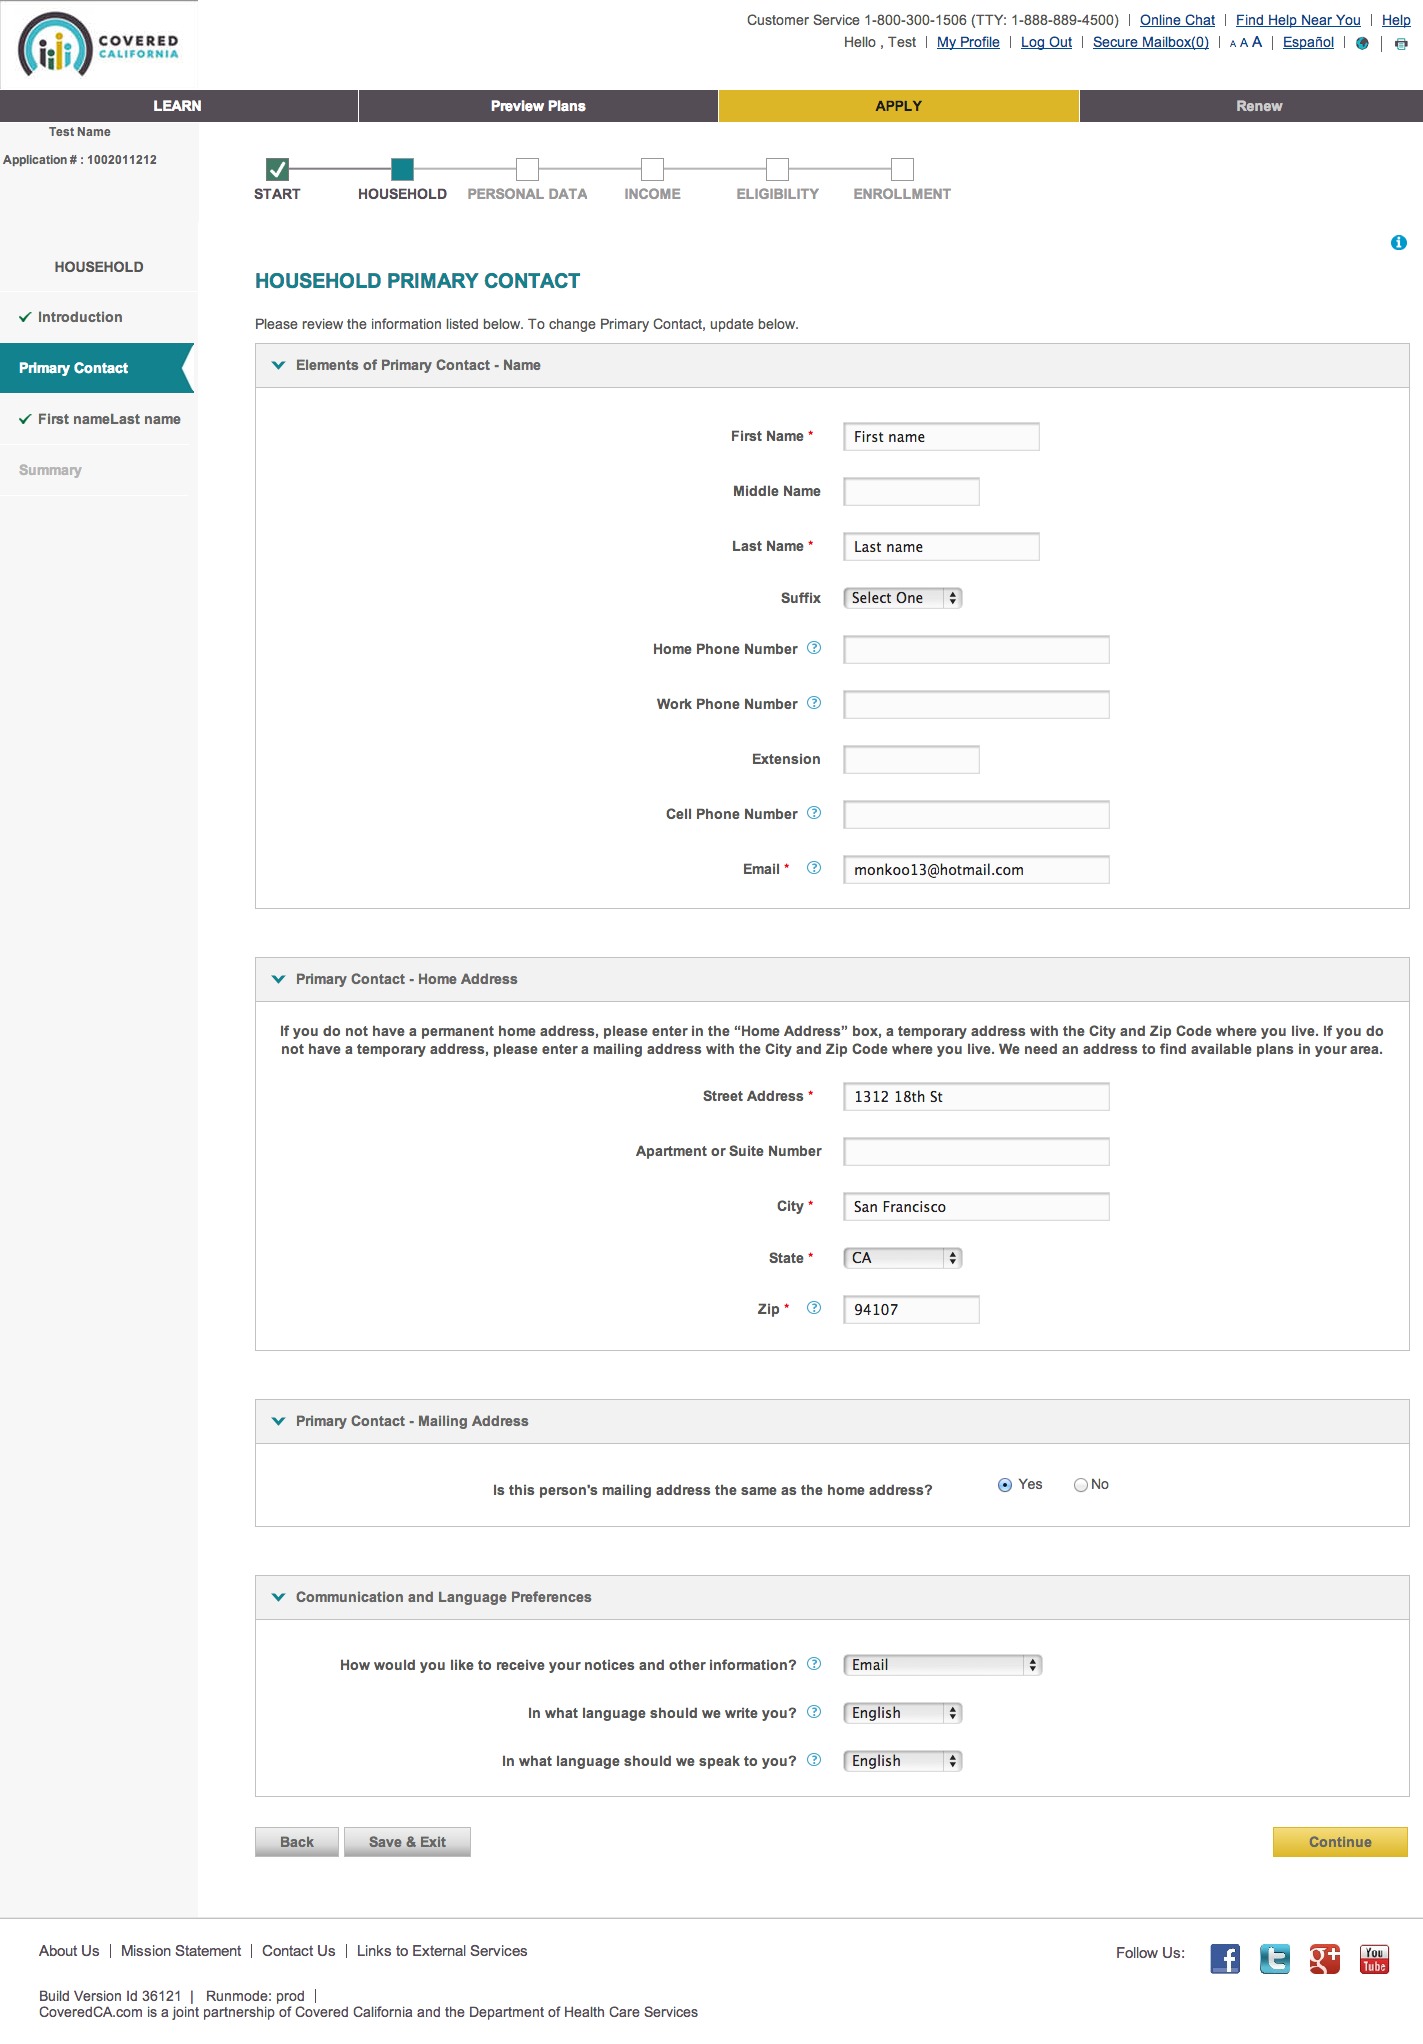 COVERED
CALIFORNIA
Customer Service 1-800-300-1506 (TTY: 1-888-889-4500) | Online Chat | Find Help Near You | Help
Hello , Test | My Profile | Log Out | Secure Mailbox(0) | A A A | Español |
LEARN Preview Plans APPLY Renew
Test Name
Application # : 1002011212
START HOUSEHOLD PERSONAL DATA INCOME ELIGIBILITY ENROLLMENT
HOUSEHOLD
Introduction
Primary Contact
First nameLast name
Summary
HOUSEHOLD PRIMARY CONTACT
Please review the information listed below. To change Primary Contact, update below.
Elements of Primary Contact - Name
First Name * First name
Middle Name
Last Name * Last name
Suffix Select One
Home Phone Number ?
Work Phone Number ?
Extension
Cell Phone Number ?
Email * ? monkoo13@hotmail.com
Primary Contact - Home Address
If you do not have a permanent home address, please enter in the “Home Address” box, a temporary address with the City and Zip Code where you live. If you do
not have a temporary address, please enter a mailing address with the City and Zip Code where you live. We need an address to find available plans in your area.
Street Address * 1312 18th St
Apartment or Suite Number
City * San Francisco
State * CA
Zip * ? 94107
Primary Contact - Mailing Address
Is this person's mailing address the same as the home address? Yes No
Communication and Language Preferences
How would you like to receive your notices and other information? ? Email
In what language should we write you? ? English
In what language should we speak to you? ? English
Back Save & Exit Continue
About Us | Mission Statement | Contact Us | Links to External Services
Follow Us: f t g+ You Tube
Build Version Id 36121 | Runmode: prod |
CoveredCA.com is a joint partnership of Covered California and the Department of Health Care Services